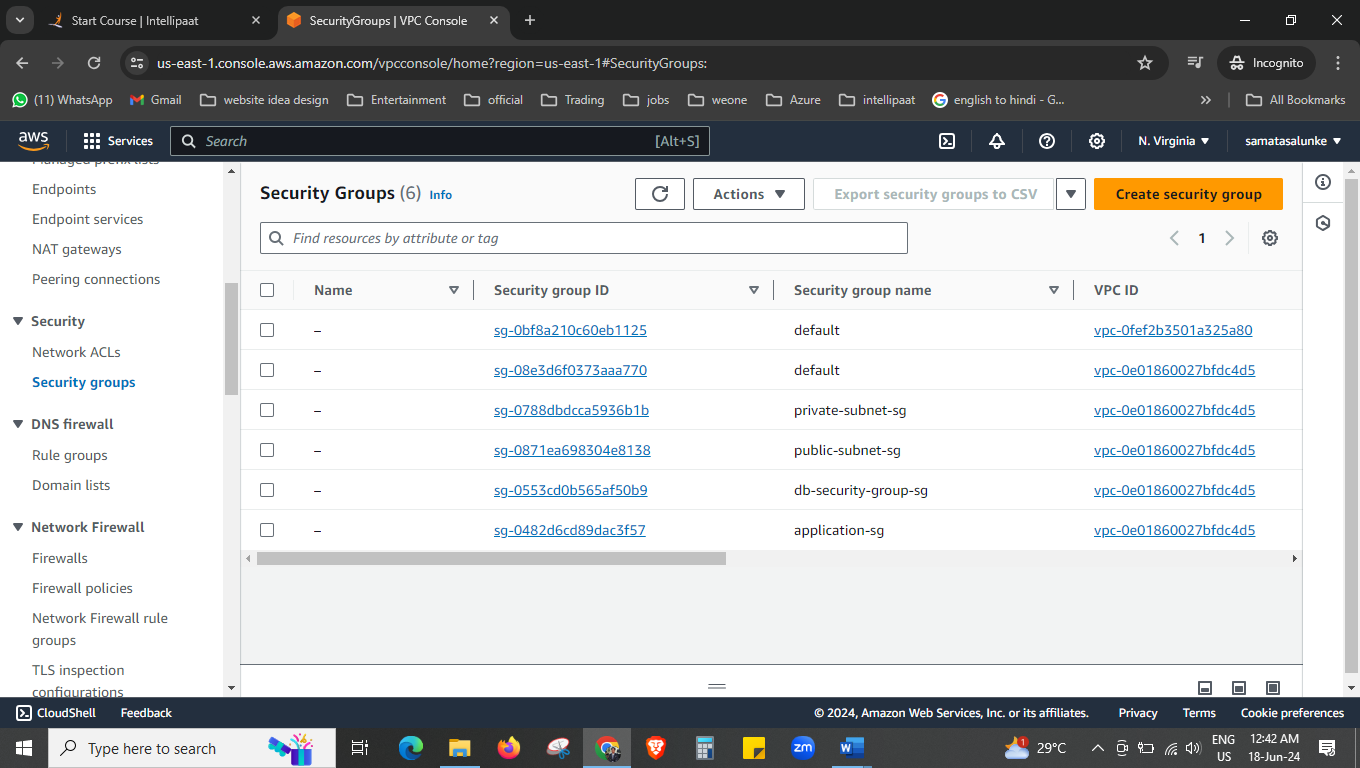 Start Course | Intellipaat
SecurityGroups | VPC Console
us-east-1.console.aws.amazon.com/vpcconsole/home?region=us-east-1#SecurityGroups:
Incognito
(11) WhatsApp
Gmail
website idea design
Entertainment
official
Trading
jobs
weone
Azure
intellipaat
english to hindi - G...
All Bookmarks
aws
Services
Search
[Alt+S]
N. Virginia
samatasalunke
Managed prefix lists
Endpoints
Endpoint services
NAT gateways
Peering connections
Security
Network ACLs
Security groups
DNS firewall
Rule groups
Domain lists
Network Firewall
Firewalls
Firewall policies
Network Firewall rule
groups
TLS inspection
configurations
Security Groups (6) Info
Actions
Export security groups to CSV
Create security group
Find resources by attribute or tag
1
Name Security group ID Security group name VPC ID
– sg-0bf8a210c60eb1125 default vpc-0fef2b3501a325a80
– sg-08e3d6f0373aaa770 default vpc-0e01860027bfdc4d5
– sg-0788dbdcca5936b1b private-subnet-sg vpc-0e01860027bfdc4d5
– sg-0871ea698304e8138 public-subnet-sg vpc-0e01860027bfdc4d5
– sg-0553cd0b565af50b9 db-security-group-sg vpc-0e01860027bfdc4d5
– sg-0482d6cd89dac3f57 application-sg vpc-0e01860027bfdc4d5
CloudShell
Feedback
© 2024, Amazon Web Services, Inc. or its affiliates.
Privacy
Terms
Cookie preferences
Type here to search
zm
W
1
29°C
ENG
US
12:42 AM
18-Jun-24